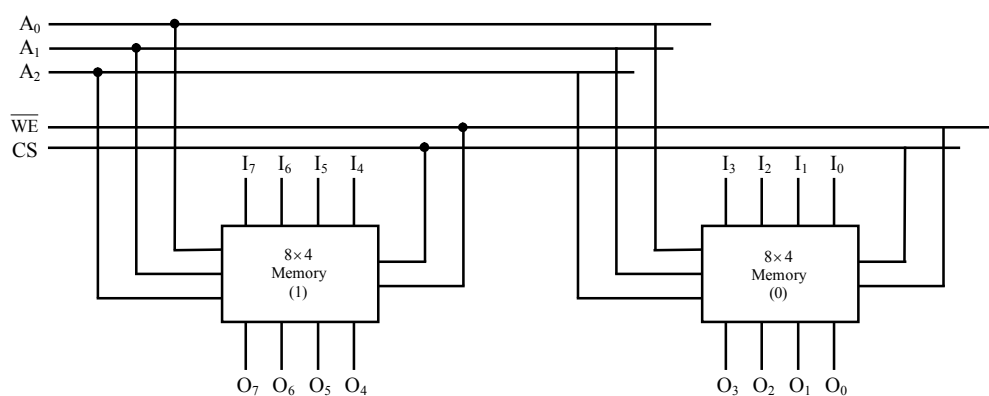 A₀
A₁
A₂
W̅E̅
CS
I₇ I₆ I₅ I₄ I₃ I₂ I₁ I₀
8×4
Memory
(1)
8×4
Memory
(0)
O₇ O₆ O₅ O₄ O₃ O₂ O₁ O₀